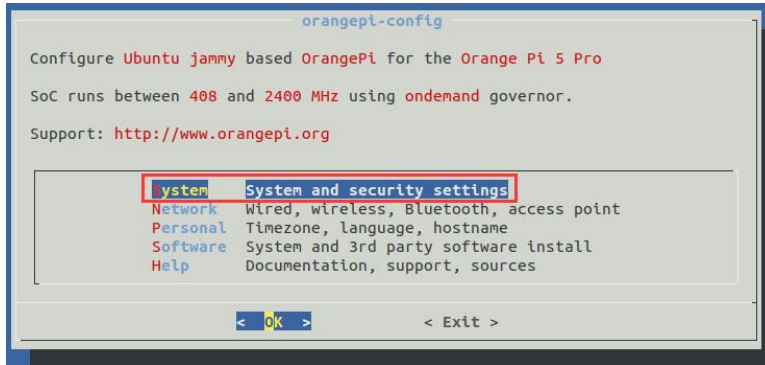 orangepi-config
Configure Ubuntu jammy based OrangePi for the Orange Pi 5 Pro
SoC runs between 408 and 2400 MHz using ondemand governor.
Support: http://www.orangepi.org
System System and security settings
Network Wired, wireless, Bluetooth, access point
Personal Timezone, language, hostname
Software System and 3rd party software install
Help Documentation, support, sources
< OK > < Exit >